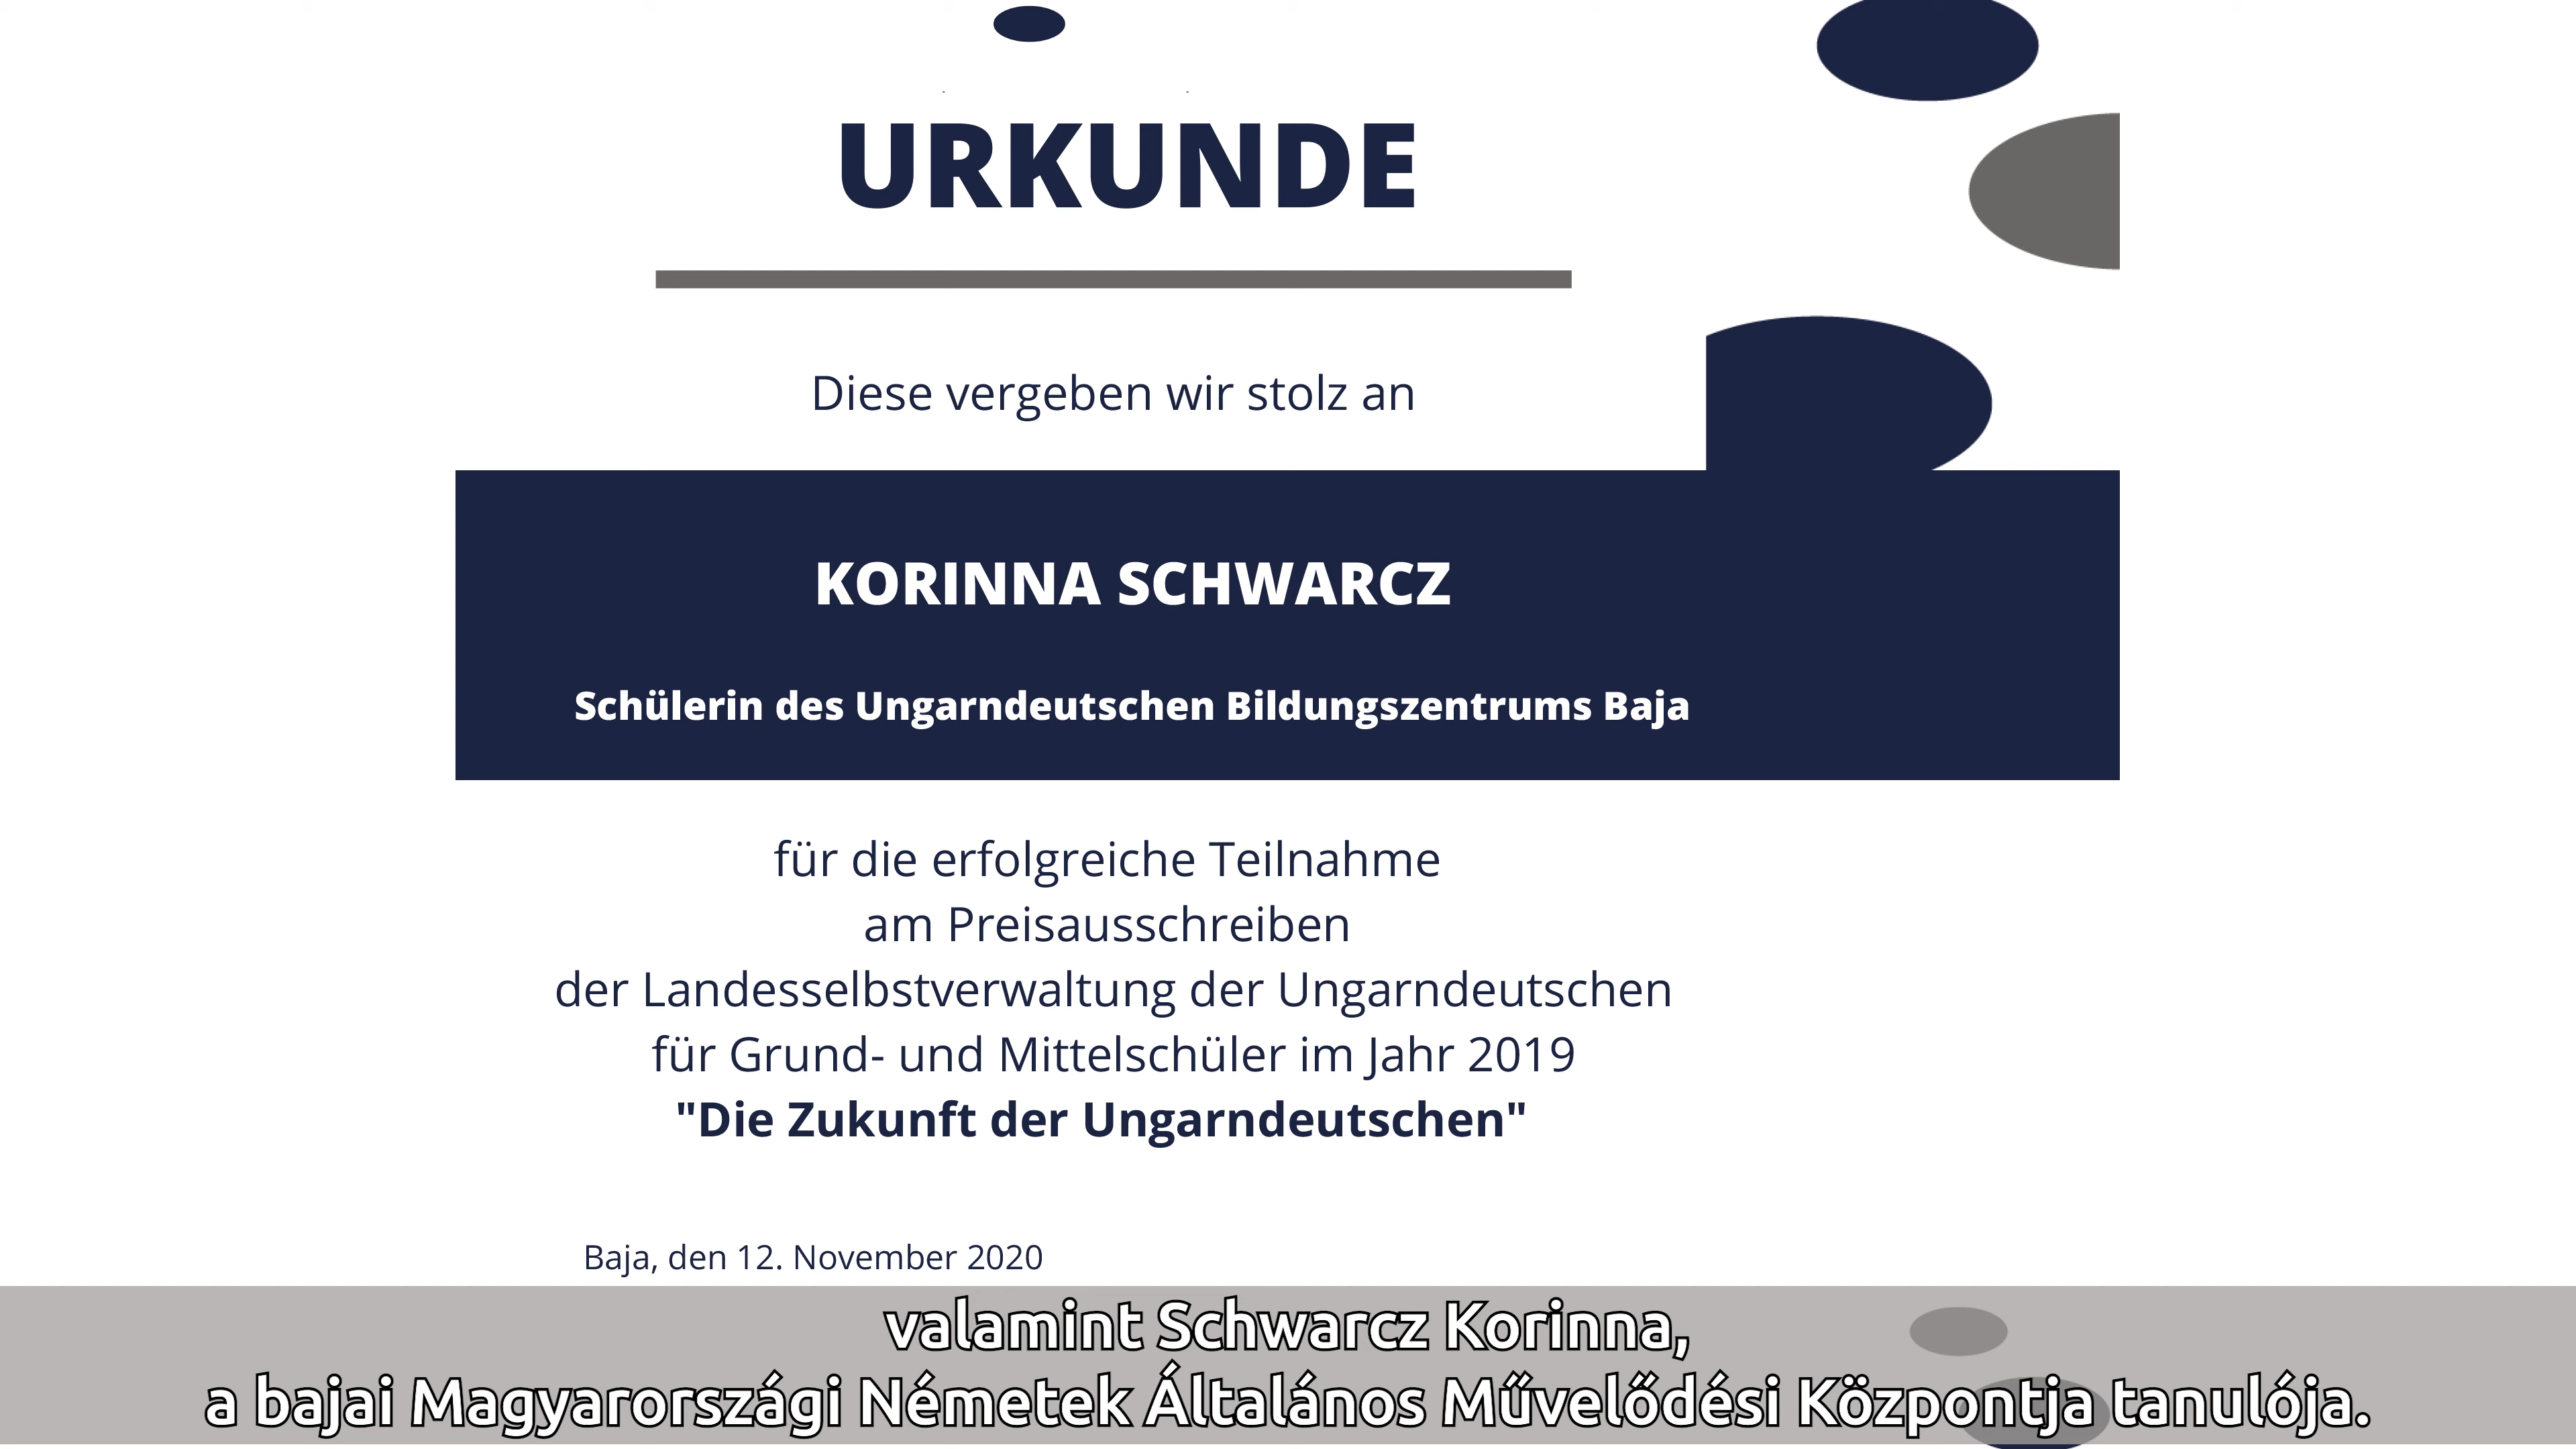 URKUNDE
Diese vergeben wir stolz an
KORINNA SCHWARCZ
Schülerin des Ungarndeutschen Bildungszentrums Baja
für die erfolgreiche Teilnahme
am Preisausschreiben
der Landesselbstverwaltung der Ungarndeutschen
für Grund- und Mittelschüler im Jahr 2019
"Die Zukunft der Ungarndeutschen"
Baja, den 12. November 2020
valamint Schwarcz Korinna,
a bajai Magyarországi Németek Általános Művelődési Központja tanulója.